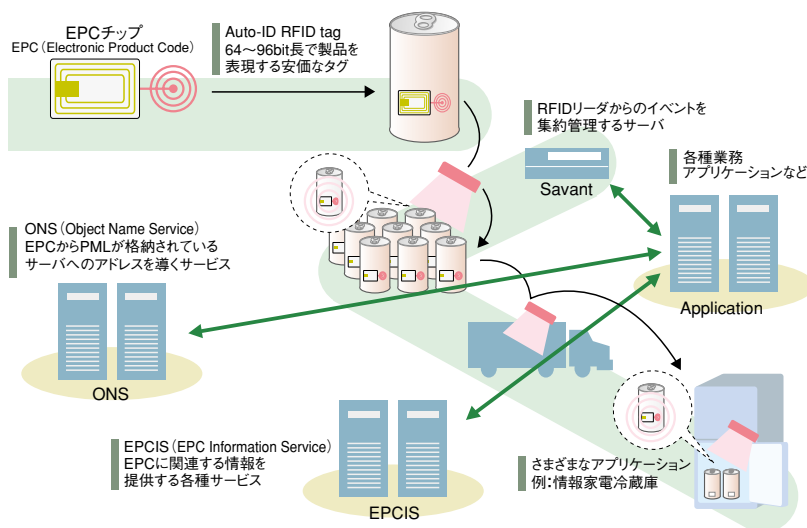 EPCチップ
EPC（Electronic Product Code）
Auto-ID RFID tag
64～96bit長で製品を
表現する安価なタグ
RFIDリーダからのイベントを
集約管理するサーバ
Savant
各種業務
アプリケーションなど
Application
ONS（Object Name Service）
EPCからPMLが格納されている
サーバへのアドレスを導くサービス
ONS
EPCIS（EPC Information Service）
EPCに関連する情報を
提供する各種サービス
EPCIS
さまざまなアプリケーション
例：情報家電冷蔵庫